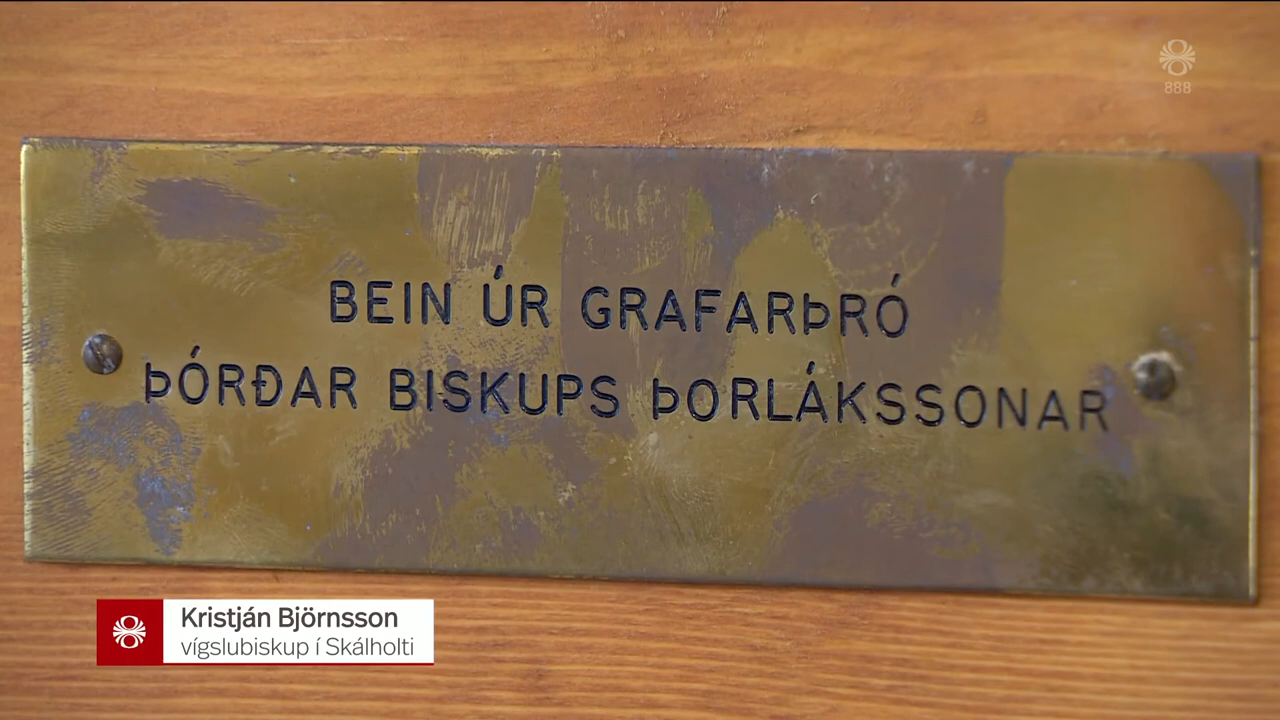 888
BEIN ÚR GRAFARÞRÓ
ÞÓRÐAR BISKUPS ÞORLÁKSSONAR
Kristján Björnsson
vígslubiskup í Skálholti